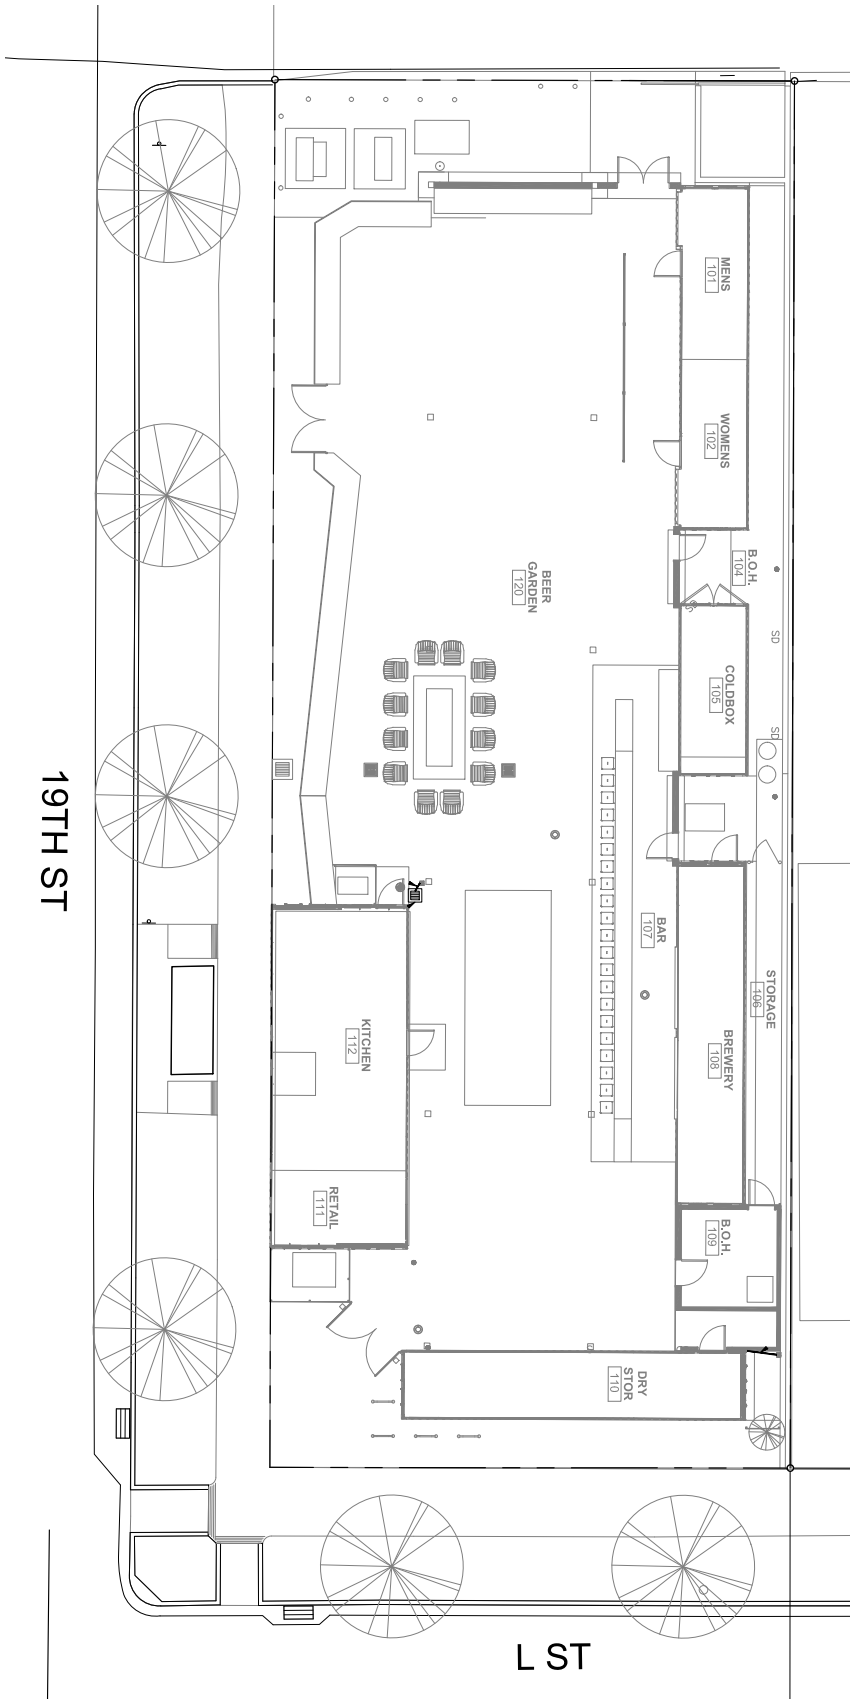 MENS
101
WOMENS
102
B.O.H.
104
SD
SD
COLDBOX
105
SD
BEER
GARDEN
120
BAR
107
STORAGE
106
BREWERY
108
KITCHEN
112
RETAIL
111
B.O.H.
109
DRY
STOR
110
19TH ST
L ST